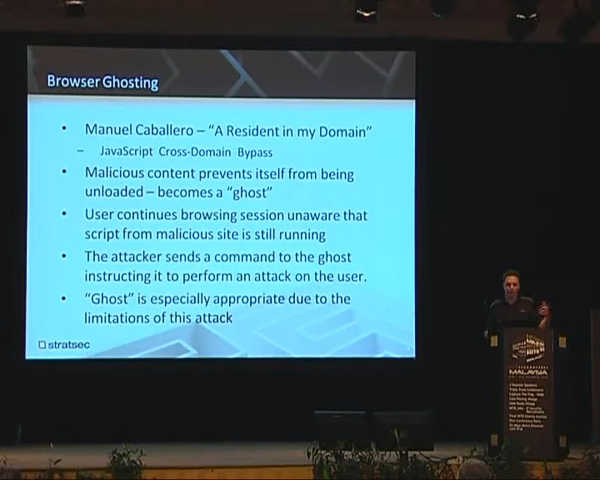 Browser Ghosting
• Manuel Caballero – “A Resident in my Domain”
– JavaScript Cross-Domain Bypass
• Malicious content prevents itself from being
unloaded – becomes a “ghost”
• User continues browsing session unaware that
script from malicious site is still running
• The attacker sends a command to the ghost
instructing it to perform an attack on the user.
• “Ghost” is especially appropriate due to the
limitations of this attack
stratsec
MALAYSIA